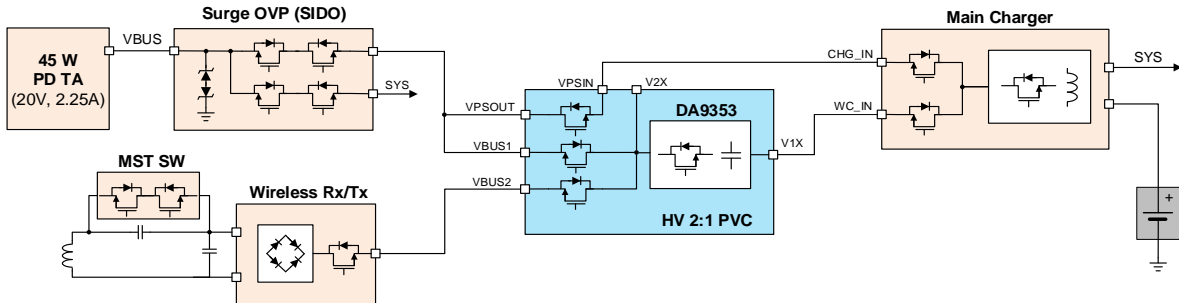 Surge OVP (SIDO)
Main Charger
VBUS
45 W
PD TA
(20V, 2.25A)
SYS
CHG_IN
SYS
VPSIN
V2X
VPSOUT
DA9353
WC_IN
VBUS1
V1X
MST SW
Wireless Rx/Tx
VBUS2
HV 2:1 PVC
+